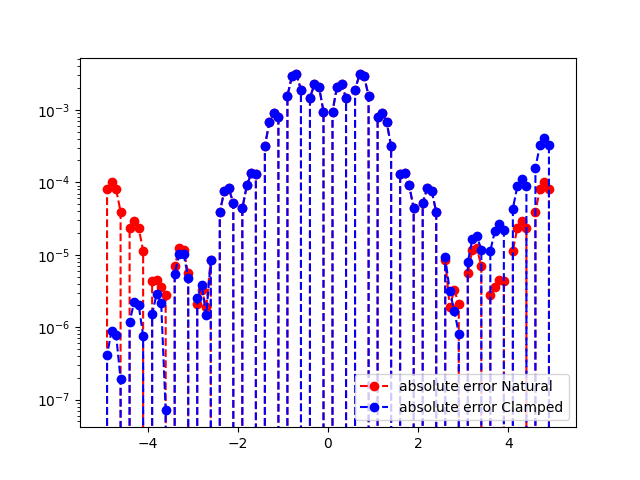 10⁻³
10⁻⁴
10⁻⁵
10⁻⁶
10⁻⁷
absolute error Natural
absolute error Clamped
−4 −2 0 2 4